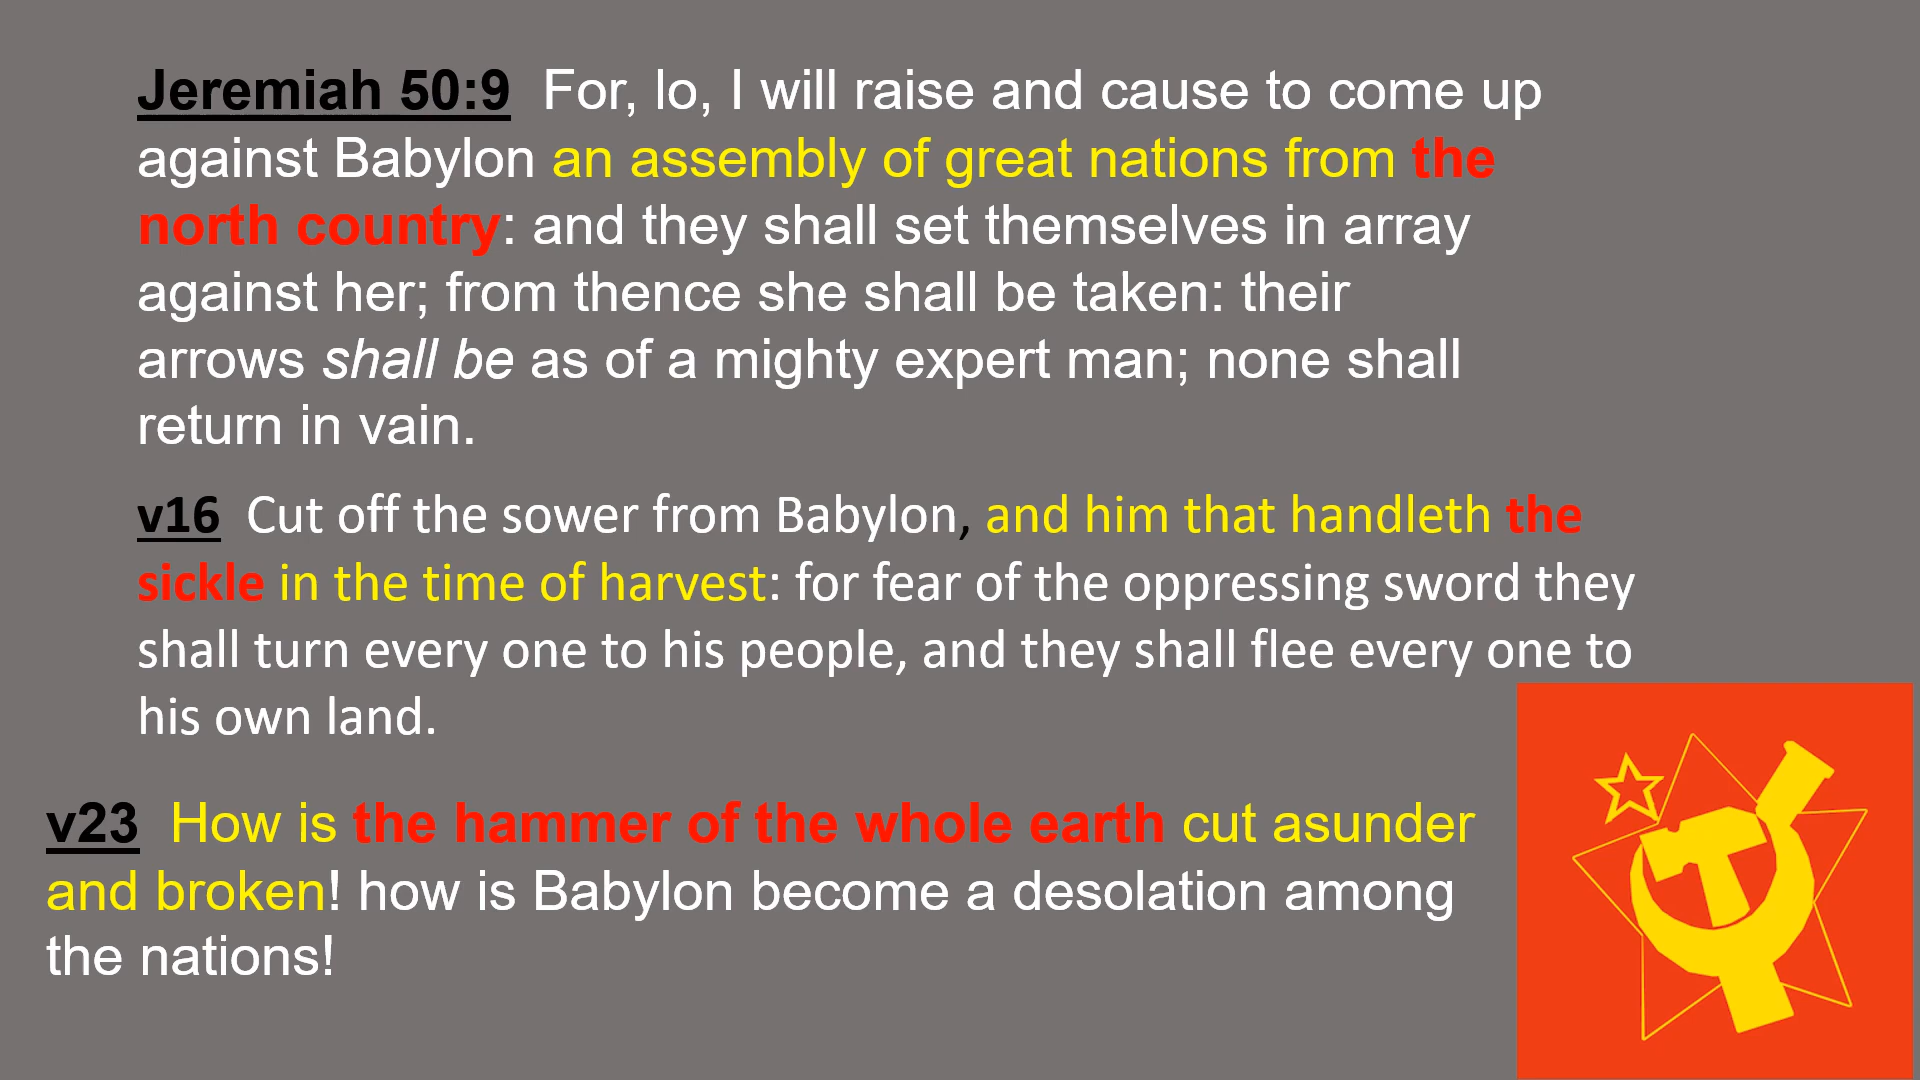 Jeremiah 50:9  For, lo, I will raise and cause to come up
against Babylon an assembly of great nations from the
north country: and they shall set themselves in array
against her; from thence she shall be taken: their
arrows shall be as of a mighty expert man; none shall
return in vain.
v16  Cut off the sower from Babylon, and him that handleth the
sickle in the time of harvest: for fear of the oppressing sword they
shall turn every one to his people, and they shall flee every one to
his own land.
v23  How is the hammer of the whole earth cut asunder
and broken! how is Babylon become a desolation among
the nations!